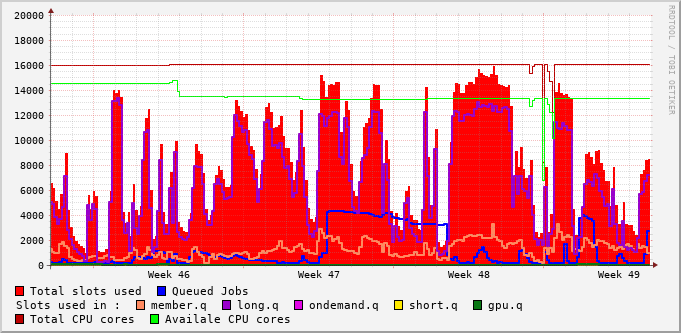 RRDTOOL / TOBI OETIKER
20000
18000
16000
14000
12000
10000
8000
6000
4000
2000
0
Week 46 Week 47 Week 48 Week 49
Total slots used Queued Jobs
Slots used in : member.q long.q ondemand.q short.q gpu.q
Total CPU cores Availale CPU cores